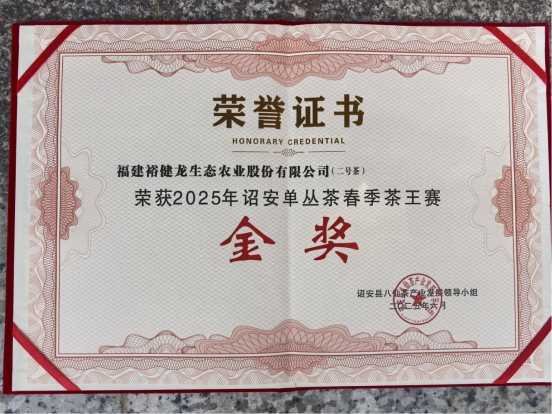 荣誉证书
HONORARY CREDENTIAL
福建裕健龙生态农业股份有限公司(二号茶)
荣获2025年诏安单丛茶春季茶王赛
金奖
诏安县八仙茶产业发展领导小组
二〇二五年六月